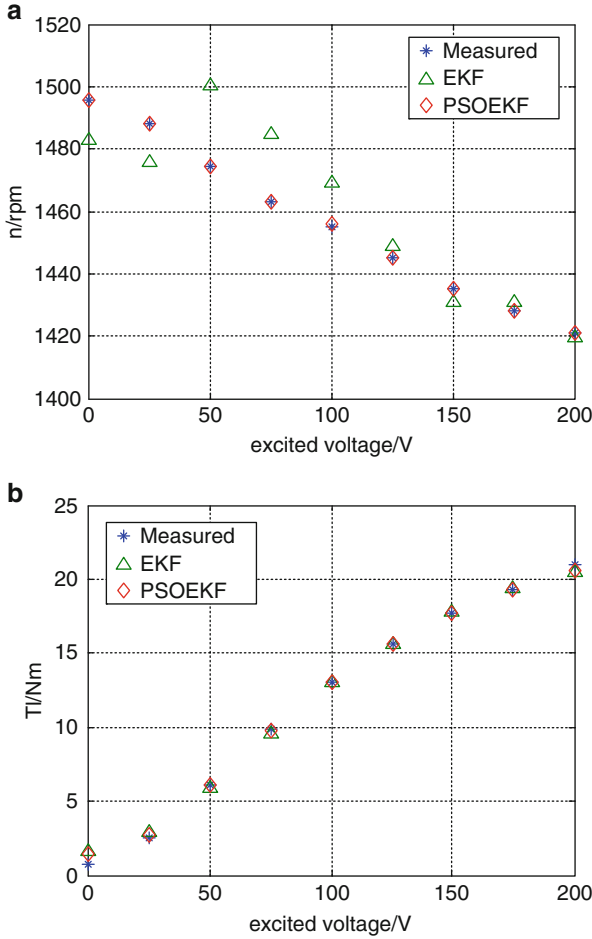 a
1520
1500
1480
1460
1440
1420
1400
n/rpm
Measured
EKF
PSOEKF
0
50
100
150
200
excited voltage/V
b
25
20
15
10
5
0
Tl/Nm
Measured
EKF
PSOEKF
0
50
100
150
200
excited voltage/V